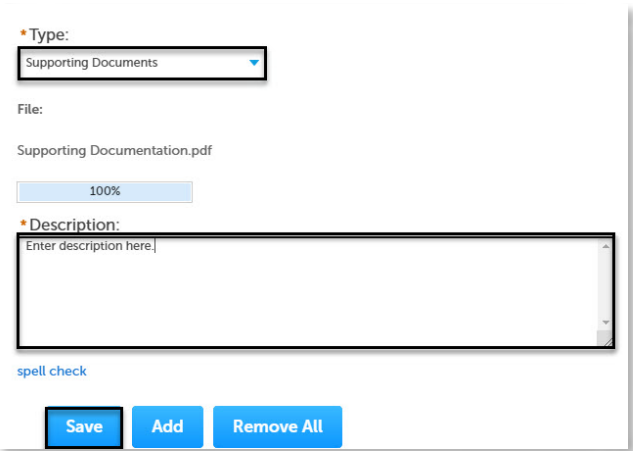 *Type:
Supporting Documents
File:
Supporting Documentation.pdf
100%
*Description:
Enter description here.
spell check
Save Add Remove All